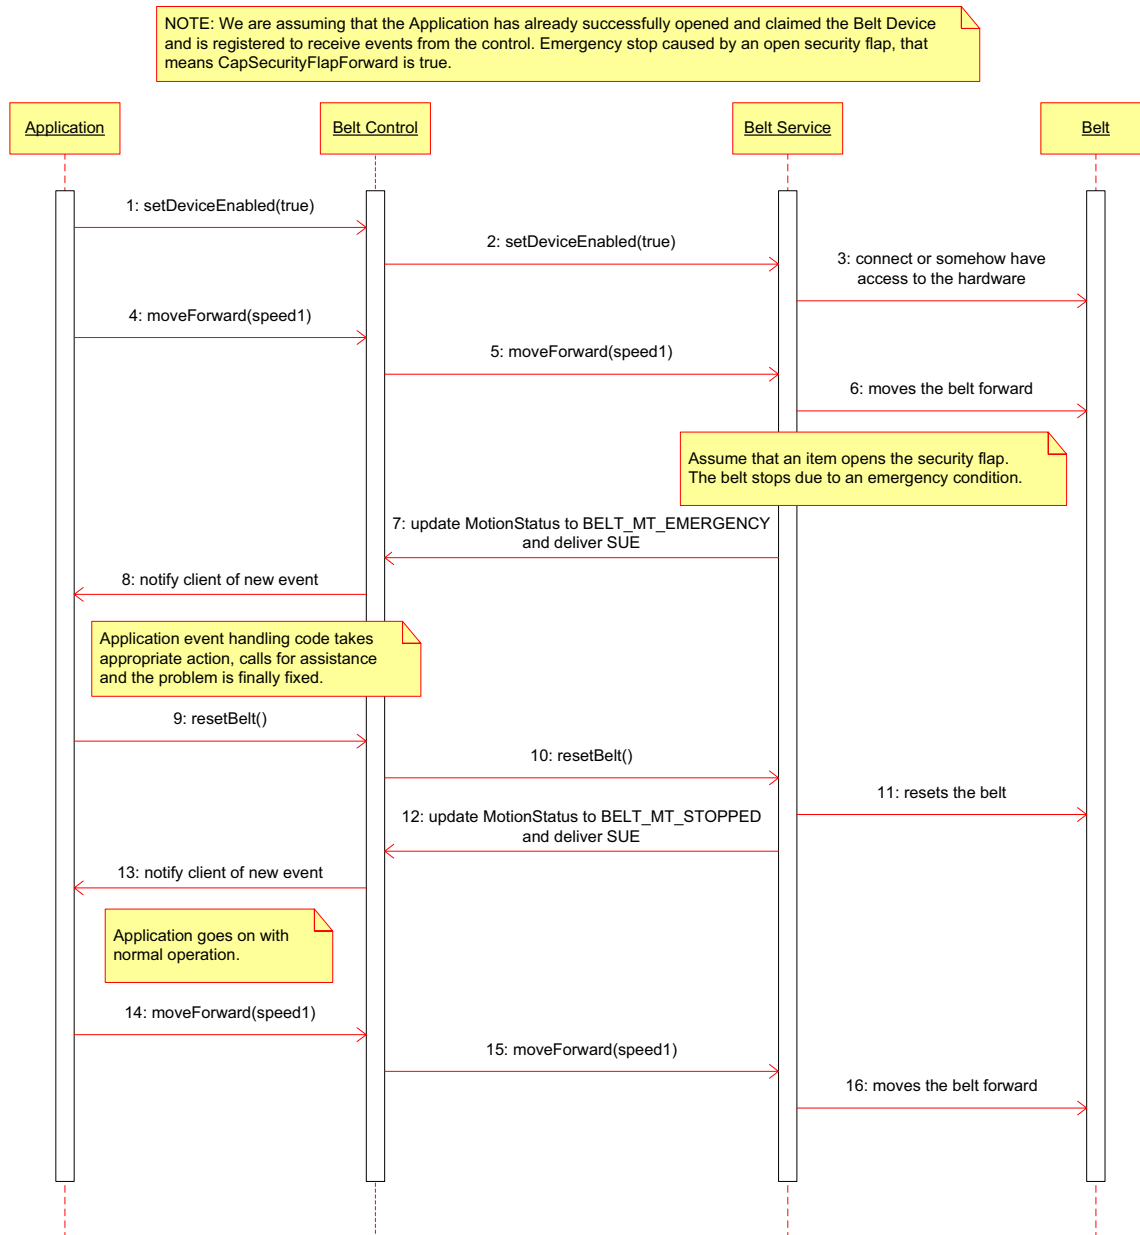 NOTE: We are assuming that the Application has already successfully opened and claimed the Belt Device
and is registered to receive events from the control. Emergency stop caused by an open security flap, that
means CapSecurityFlapForward is true.
Application
Belt Control
Belt Service
Belt
1: setDeviceEnabled(true)
2: setDeviceEnabled(true)
3: connect or somehow have
access to the hardware
4: moveForward(speed1)
5: moveForward(speed1)
6: moves the belt forward
Assume that an item opens the security flap.
The belt stops due to an emergency condition.
7: update MotionStatus to BELT_MT_EMERGENCY
and deliver SUE
8: notify client of new event
Application event handling code takes
appropriate action, calls for assistance
and the problem is finally fixed.
9: resetBelt()
10: resetBelt()
11: resets the belt
12: update MotionStatus to BELT_MT_STOPPED
and deliver SUE
13: notify client of new event
Application goes on with
normal operation.
14: moveForward(speed1)
15: moveForward(speed1)
16: moves the belt forward